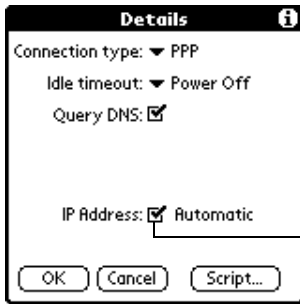 Details
Connection type: PPP
Idle timeout: Power Off
Query DNS:
IP Address: Automatic
OK Cancel Script...